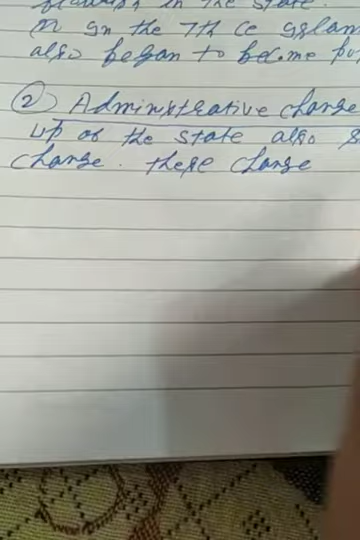 in the state.
n In the 7th Ce Islam
also began to become pu
② Administrative change
up of the state also s
change. these change